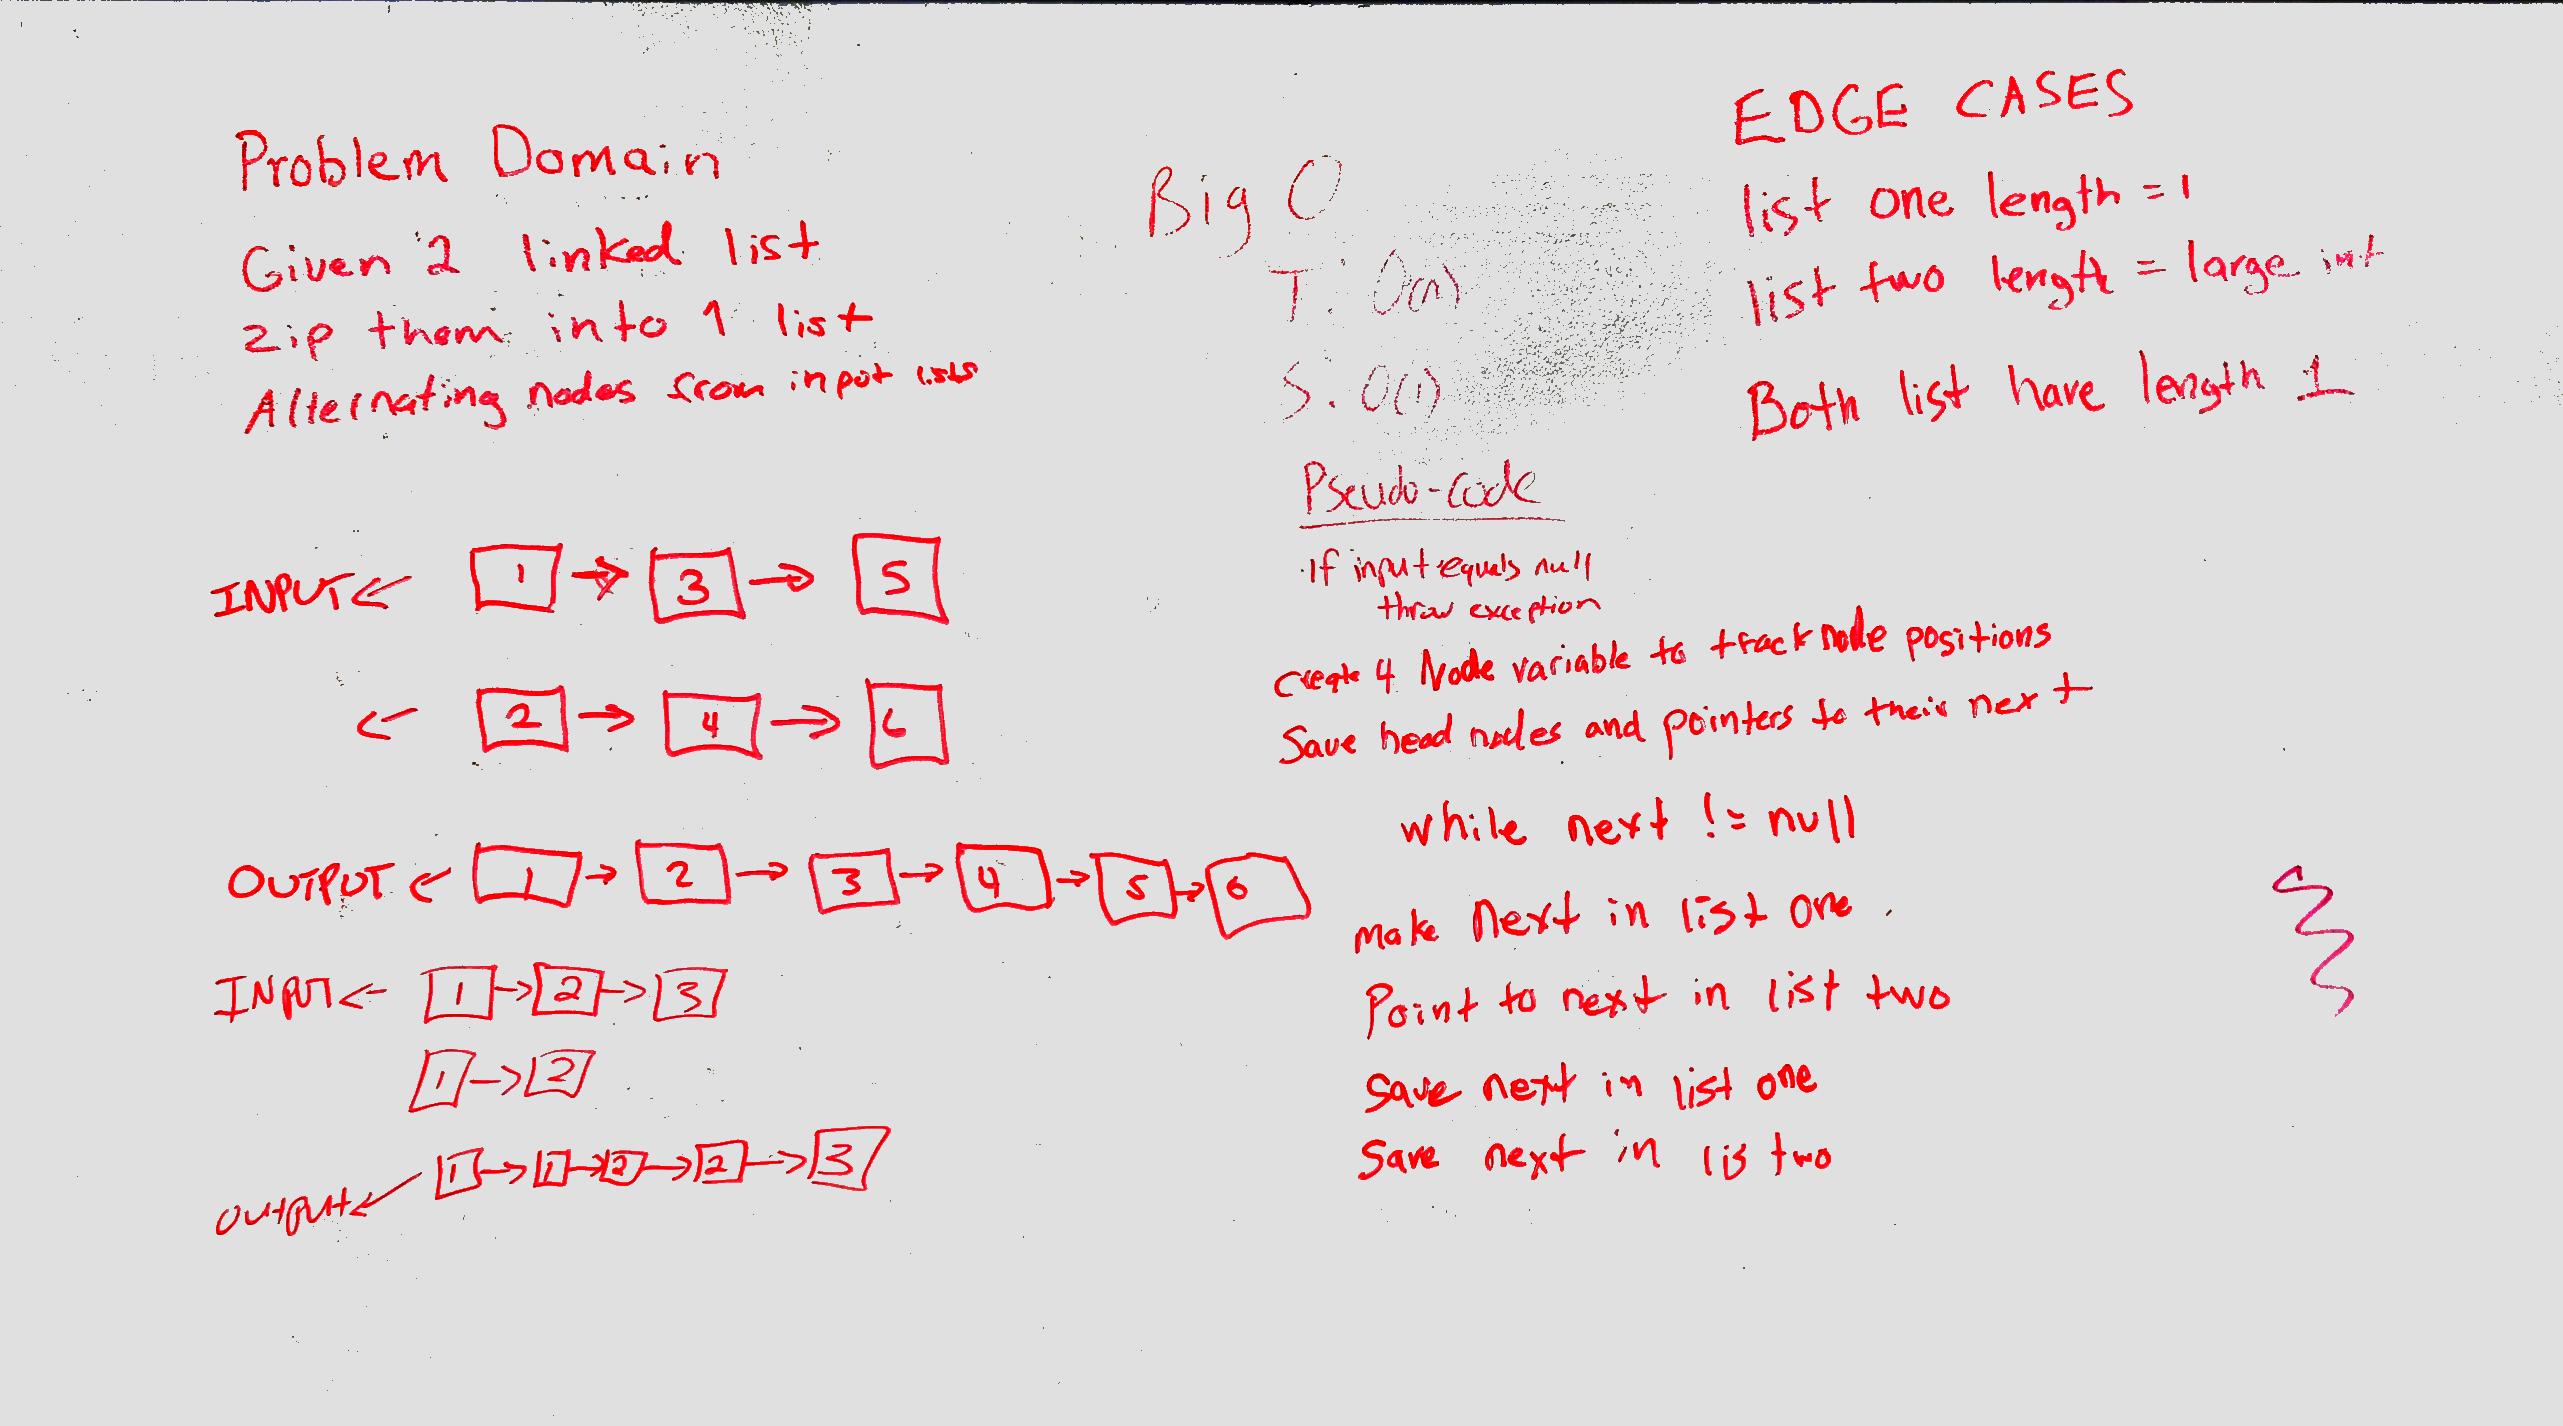 Problem Domain
Given 2 linked list
zip them into 1 list
Alternating nodes from input lists
INPUT ← 1 → 3 → 5
← 2 → 4 → 6
OUTPUT ← 1 → 2 → 3 → 4 → 5 → 6
INPUT ← 1 → 2 → 3
1 → 2
OUTPUT ← 1 → 1 → 2 → 2 → 3
Big O
T: O(n)
S. O(1)
Pseudo-code
If input equals null
throw exception
Create 4 Node variable to track node positions
Save head nodes and pointers to their next
while next != null
make next in list one
Point to next in list two
Save next in list one
Save next in lis two
EDGE CASES
list one length = 1
list two length = large int
Both list have length 1